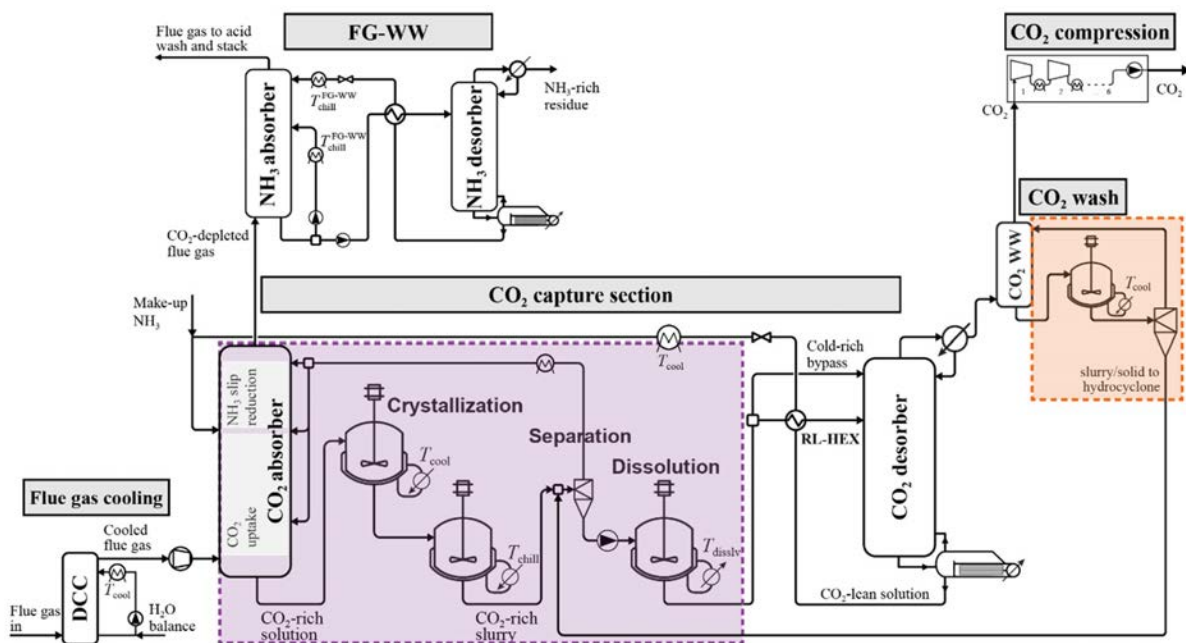 Flue gas to acid
wash and stack
FG-WW
CO₂ compression
NH₃ absorber
T_chill^FG-WW
T_chill^FG-WW
NH₃ desorber
NH₃-rich
residue
1
2
6
CO₂
CO₂
CO₂ wash
CO₂ WW
T_cool
slurry/solid to
hydrocyclone
CO₂-depleted
flue gas
CO₂ capture section
Make-up
NH₃
T_cool
Cold-rich
bypass
NH₃ slip
reduction
CO₂ absorber
CO₂
uptake
Crystallization
T_cool
Separation
Dissolution
RL-HEX
CO₂ desorber
Flue gas cooling
Cooled
flue gas
T_chill
T_disslv
DCC
T_cool
Flue gas
in
H₂O
balance
CO₂-rich
solution
CO₂-rich
slurry
CO₂-lean solution